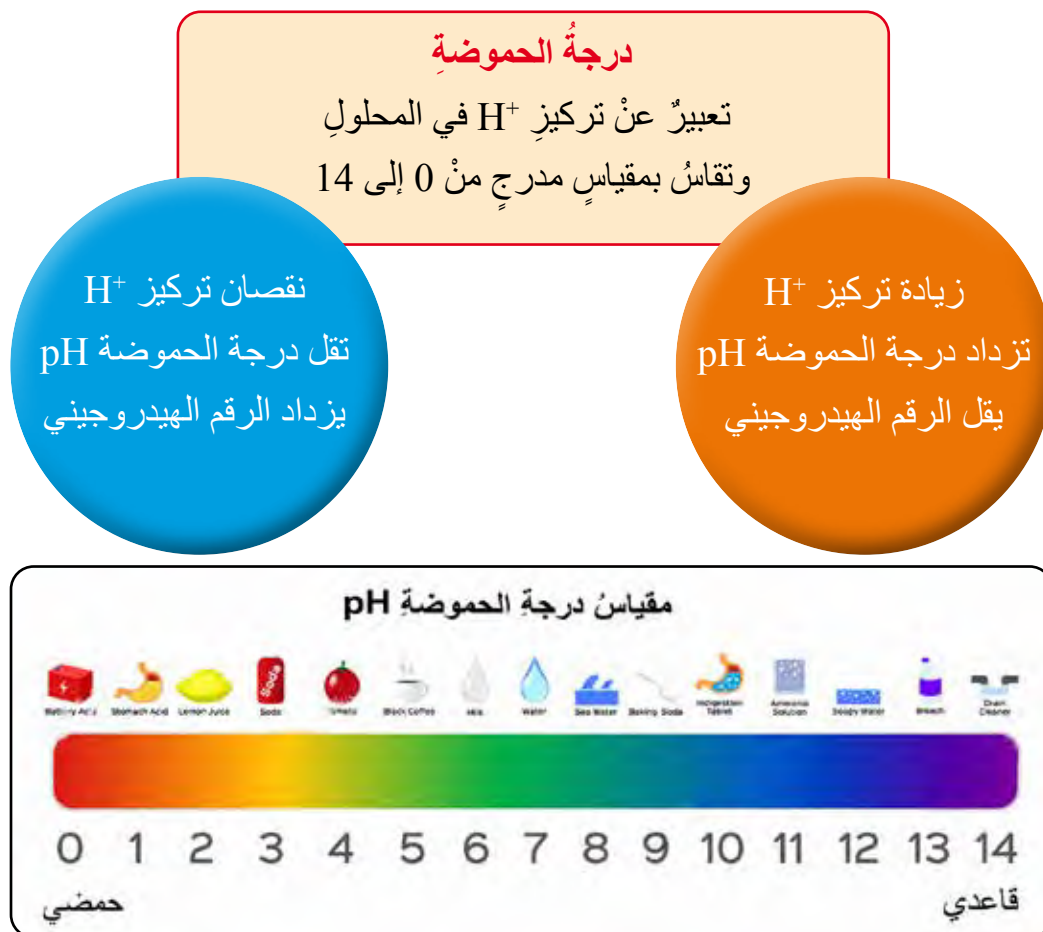 درجةُ الحموضةِ
تعبيرٌ عنْ تركيزِ H⁺ في المحلولِ
وتقاسُ بمقياسٍ مدرجٍ منْ 0 إلى 14
زيادة تركيز H⁺
تزداد درجة الحموضة pH
يقل الرقم الهيدروجيني
نقصان تركيز H⁺
تقل درجة الحموضة pH
يزداد الرقم الهيدروجيني
مقياسُ درجةِ الحموضةِ pH
Soda
Battery Acid
Stomach Acid
Lemon Juice
Soda
Tomato
Black Coffee
Milk
Water
Sea Water
Baking Soda
Indigestion Tablet
Ammonia Solution
Soapy Water
Bleach
Drain Cleaner
0 1 2 3 4 5 6 7 8 9 10 11 12 13 14
حمضي
قاعدي